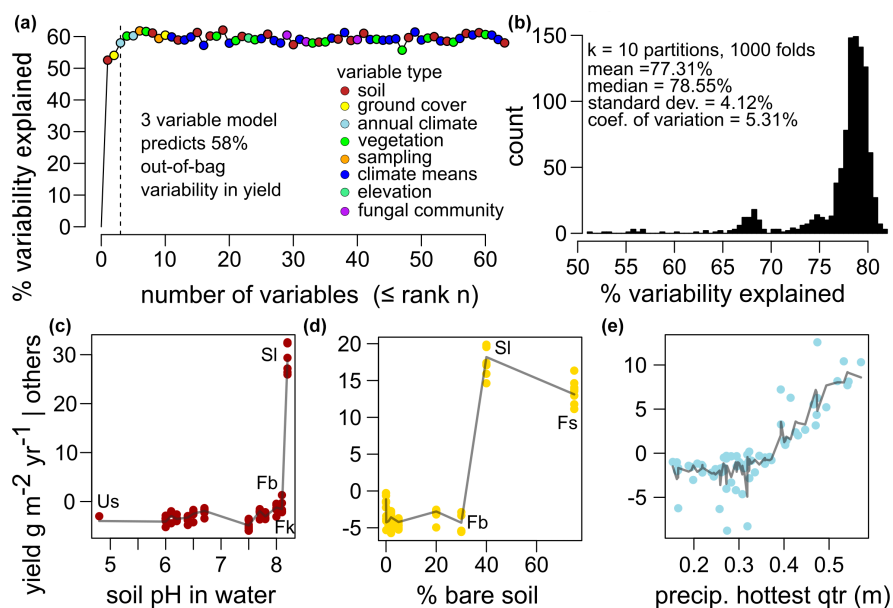 (a)
% variability explained
60
50
40
30
20
10
0
0
10
20
30
40
50
60
number of variables (≤ rank n)
3 variable model
predicts 58%
out-of-bag
variability in yield
variable type
soil
ground cover
annual climate
vegetation
sampling
climate means
elevation
fungal community
(b)
count
150
100
50
0
k = 10 partitions, 1000 folds
mean =77.31%
median = 78.55%
standard dev. = 4.12%
coef. of variation = 5.31%
50
55
60
65
70
75
80
% variability explained
(c)
yield g m⁻² yr⁻¹ | others
30
20
10
0
Sl
Us
Fb
Fk
5
6
7
8
soil pH in water
(d)
20
15
10
5
0
-5
Sl
Fs
Fb
0
20
40
60
% bare soil
(e)
10
5
0
-5
0.2
0.3
0.4
0.5
precip. hottest qtr (m)